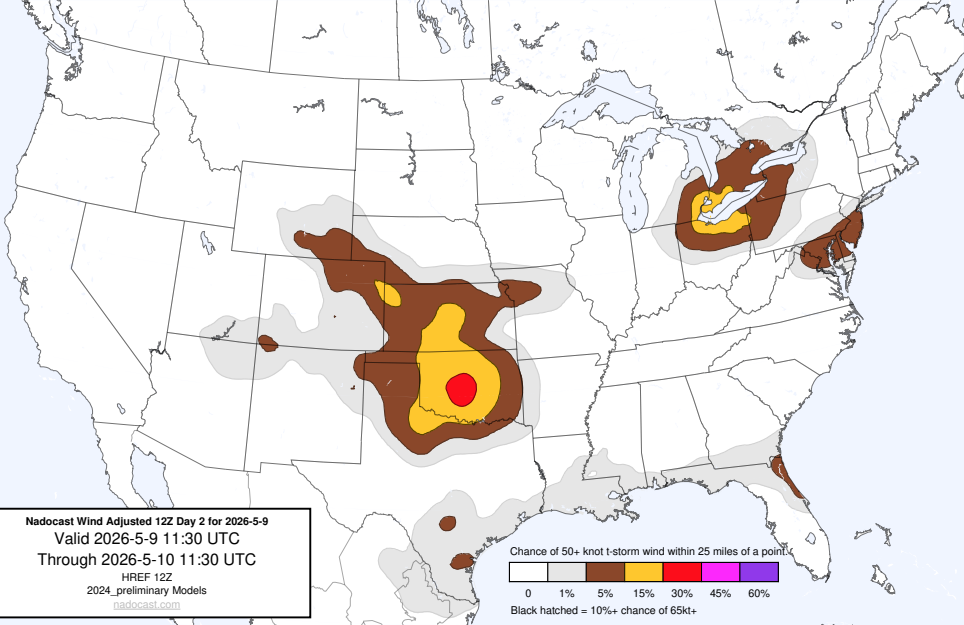 Nadocast Wind Adjusted 12Z Day 2 for 2026-5-9
Valid 2026-5-9 11:30 UTC
Through 2026-5-10 11:30 UTC
HREF 12Z
2024_preliminary Models
nadocast.com
Chance of 50+ knot t-storm wind within 25 miles of a point.
0 1% 5% 15% 30% 45% 60%
Black hatched = 10%+ chance of 65kt+